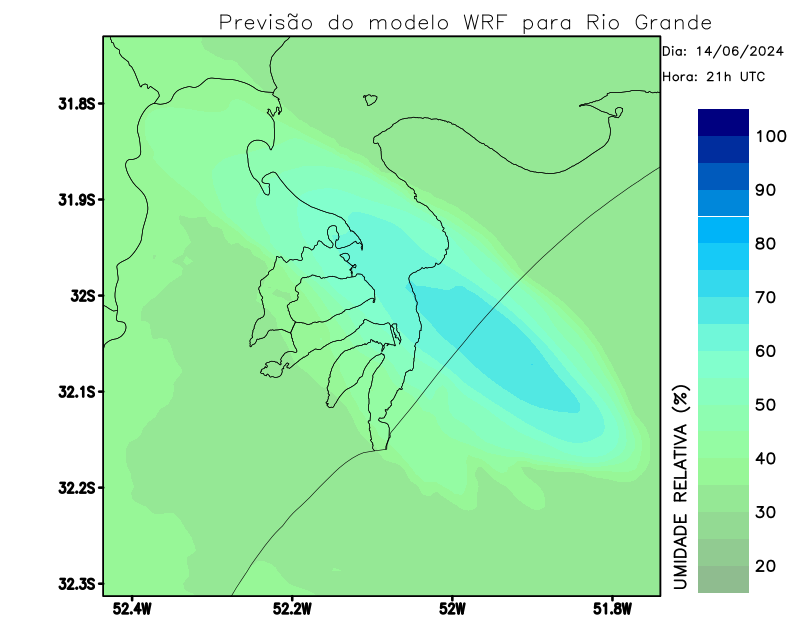 Previsão do modelo WRF para Rio Grande
Dia: 14/06/2024
Hora: 21h UTC
31.8S
31.9S
32S
32.1S
32.2S
32.3S
52.4W
52.2W
52W
51.8W
UMIDADE RELATIVA (%)
100
90
80
70
60
50
40
30
20